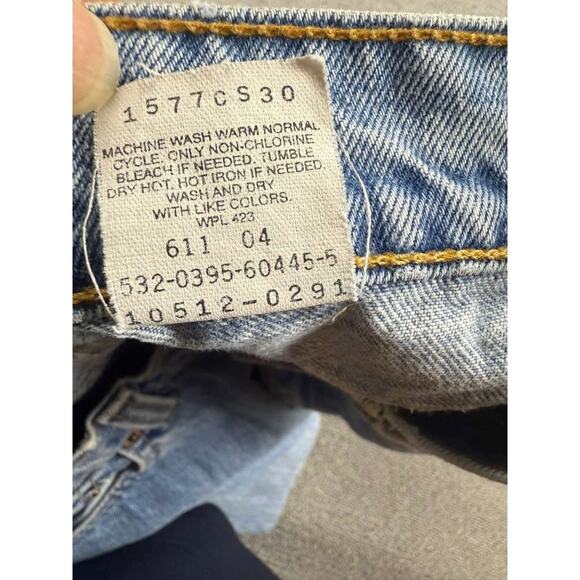 1577CS30
MACHINE WASH WARM NORMAL
CYCLE. ONLY NON-CHLORINE
BLEACH IF NEEDED. TUMBLE
DRY HOT. HOT IRON IF NEEDED.
WASH AND DRY
WITH LIKE COLORS.
WPL 423
611 04
532-0395-60445-5
10512-0291